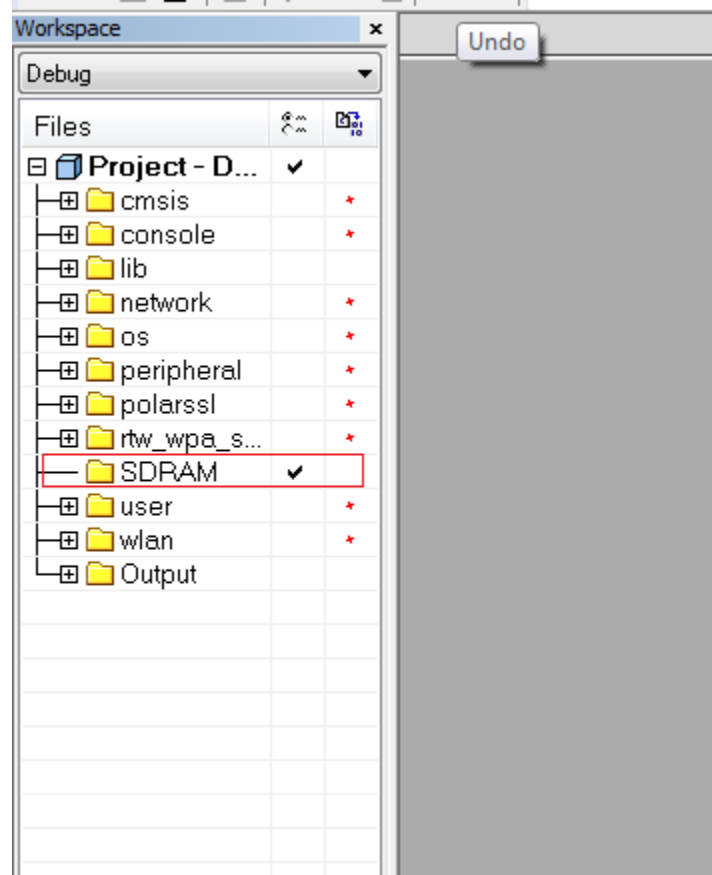 Workspace
Undo
Debug
Files
Project - D...
cmsis
console
lib
network
os
peripheral
polarssl
rtw_wpa_s...
SDRAM
user
wlan
Output